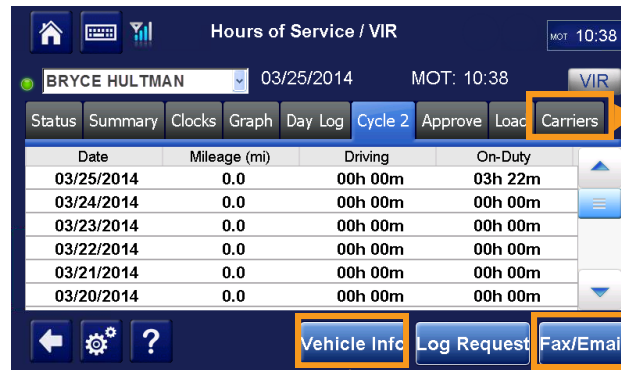 Hours of Service / VIR
MOT 10:38
BRYCE HULTMAN 03/25/2014 MOT: 10:38 VIR
Status Summary Clocks Graph Day Log Cycle 2 Approve Load Carriers
Date Mileage (mi) Driving On-Duty
03/25/2014 0.0 00h 00m 03h 22m
03/24/2014 0.0 00h 00m 00h 00m
03/23/2014 0.0 00h 00m 00h 00m
03/22/2014 0.0 00h 00m 00h 00m
03/21/2014 0.0 00h 00m 00h 00m
03/20/2014 0.0 00h 00m 00h 00m
? Vehicle Info Log Request Fax/Emai